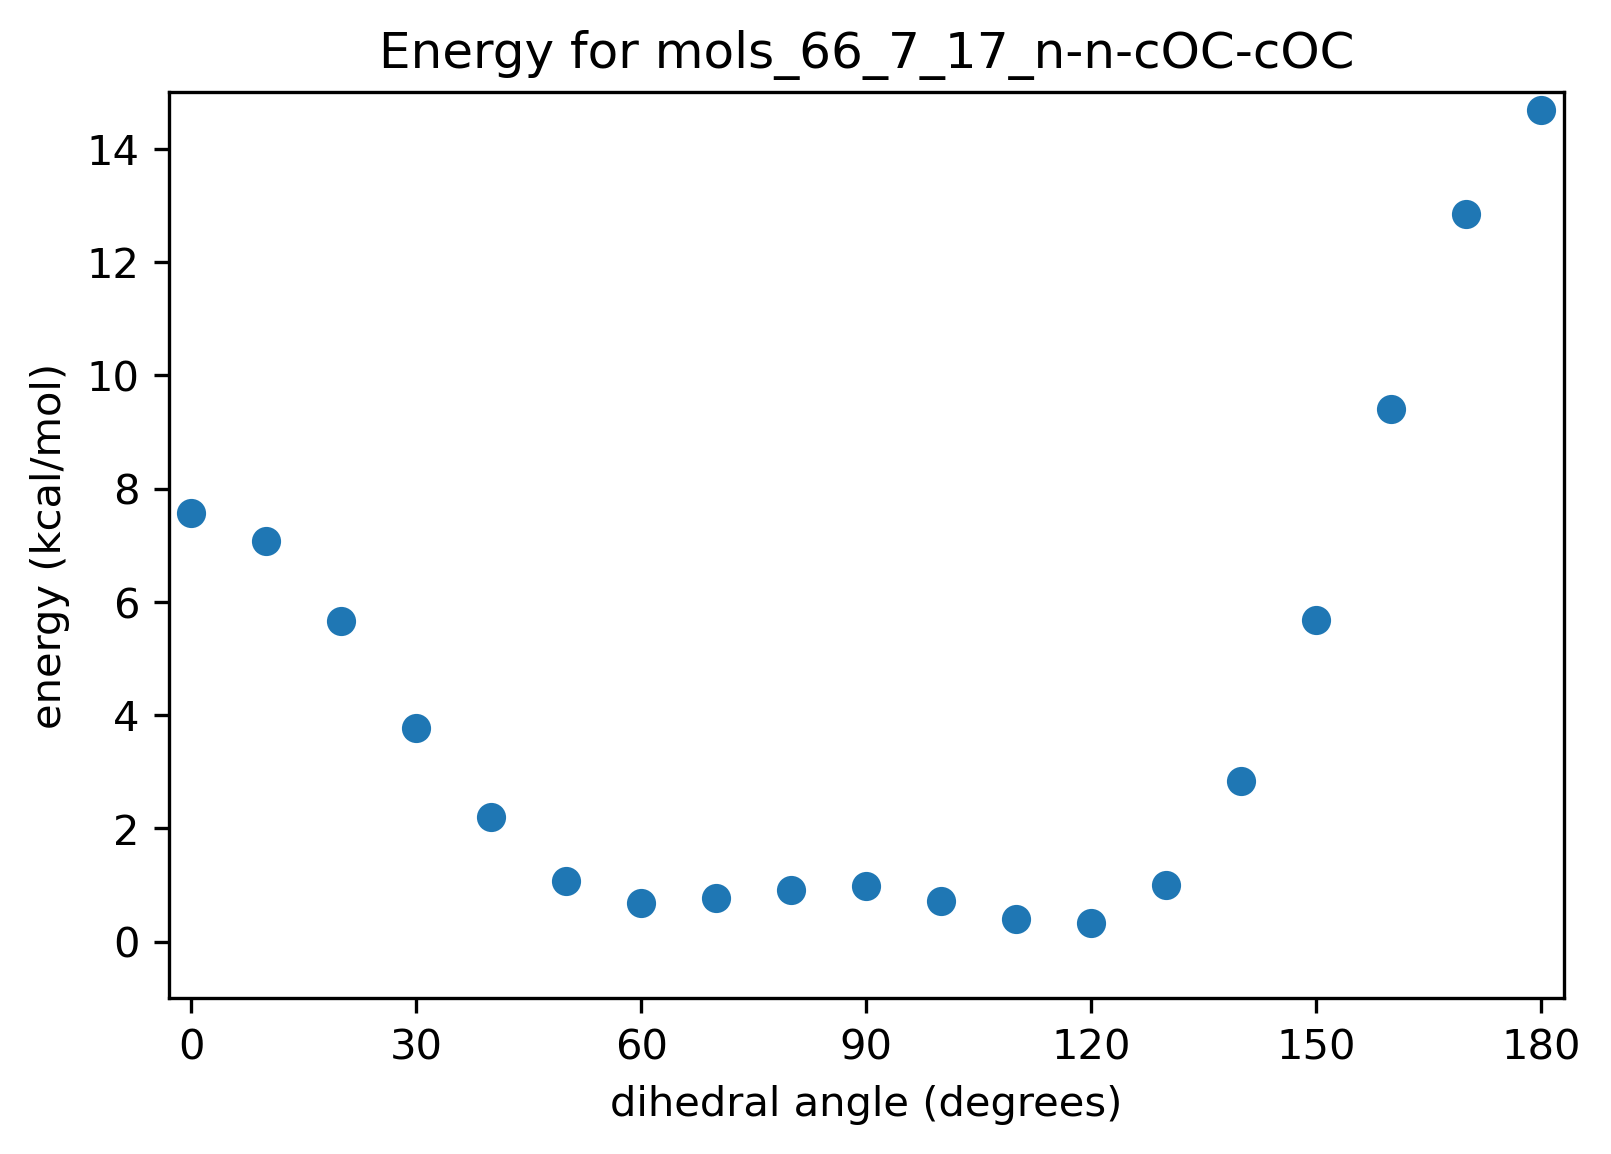 Energy for mols_66_7_17_n-n-cOC-cOC
energy (kcal/mol)
14
12
10
8
6
4
2
0
0 30 60 90 120 150 180
dihedral angle (degrees)